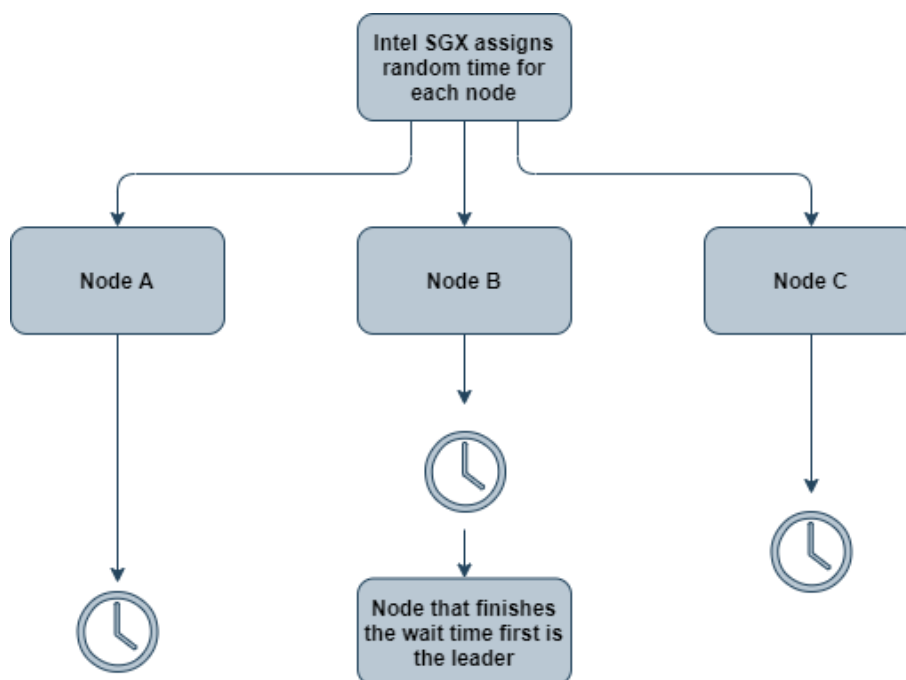 Intel SGX assigns
random time for
each node
Node A
Node B
Node C
Node that finishes
the wait time first is
the leader